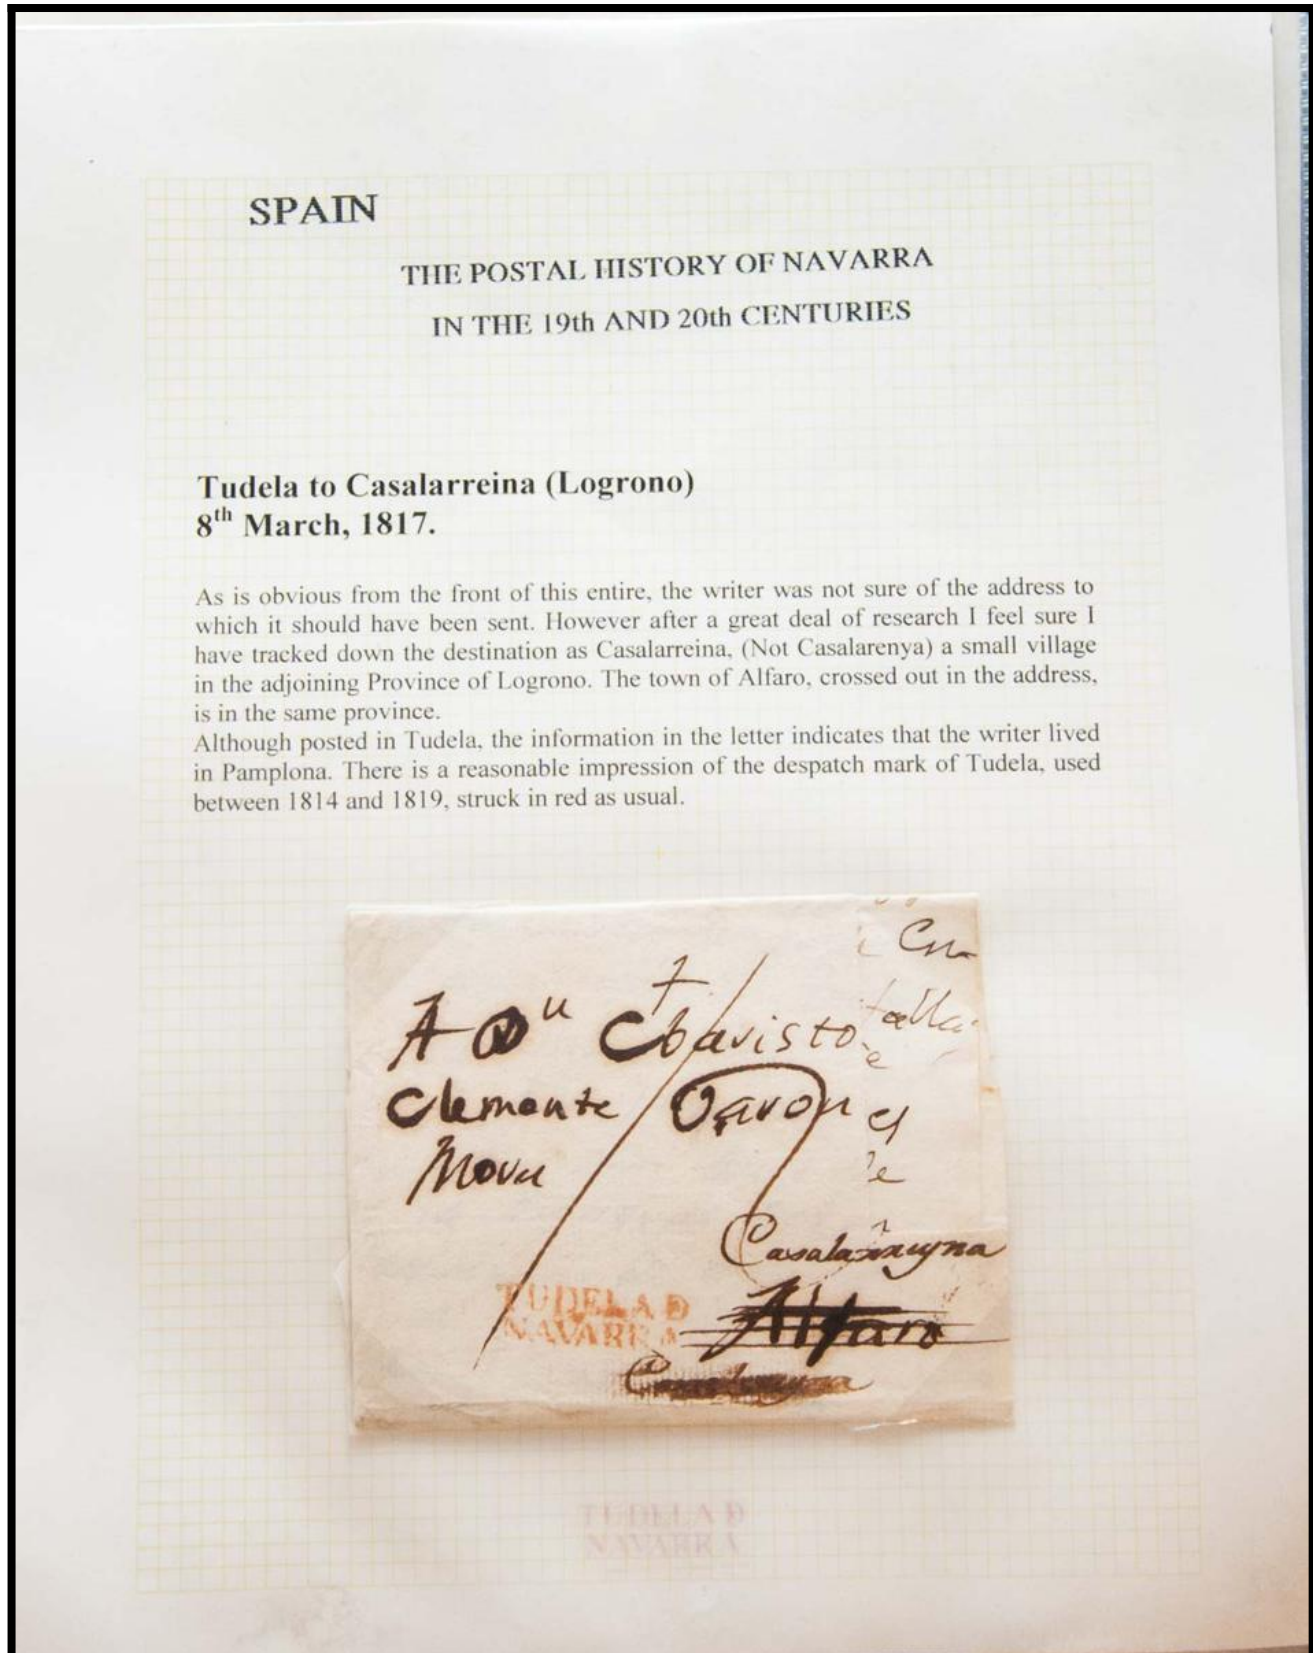 SPAIN
THE POSTAL HISTORY OF NAVARRA
IN THE 19th AND 20th CENTURIES
Tudela to Casalarreina (Logrono)
8th March, 1817.
As is obvious from the front of this entire, the writer was not sure of the address to
which it should have been sent. However after a great deal of research I feel sure I
have tracked down the destination as Casalarreina, (Not Casalarenya) a small village
in the adjoining Province of Logrono. The town of Alfaro, crossed out in the address,
is in the same province.
Although posted in Tudela, the information in the letter indicates that the writer lived
in Pamplona. There is a reasonable impression of the despatch mark of Tudela, used
between 1814 and 1819, struck in red as usual.
A
Clemente
TUDELA D
NAVARRA
Alfaro
TUDELA D
NAVARRA